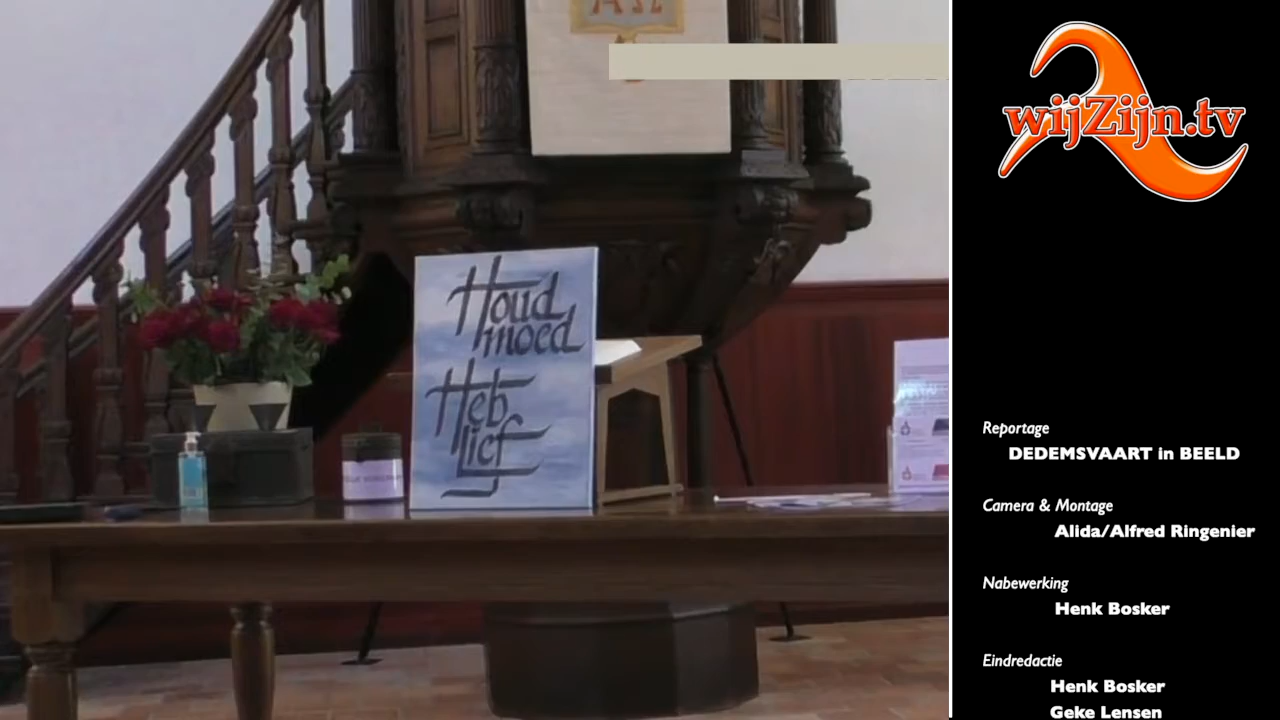 ΑΩ
Houd
moed
Heb
lief
wijZijn.tv
Reportage
DEDEMSVAART in BEELD
Camera & Montage
Alida/Alfred Ringenier
Nabewerking
Henk Bosker
Eindredactie
Henk Bosker
Geke Lensen